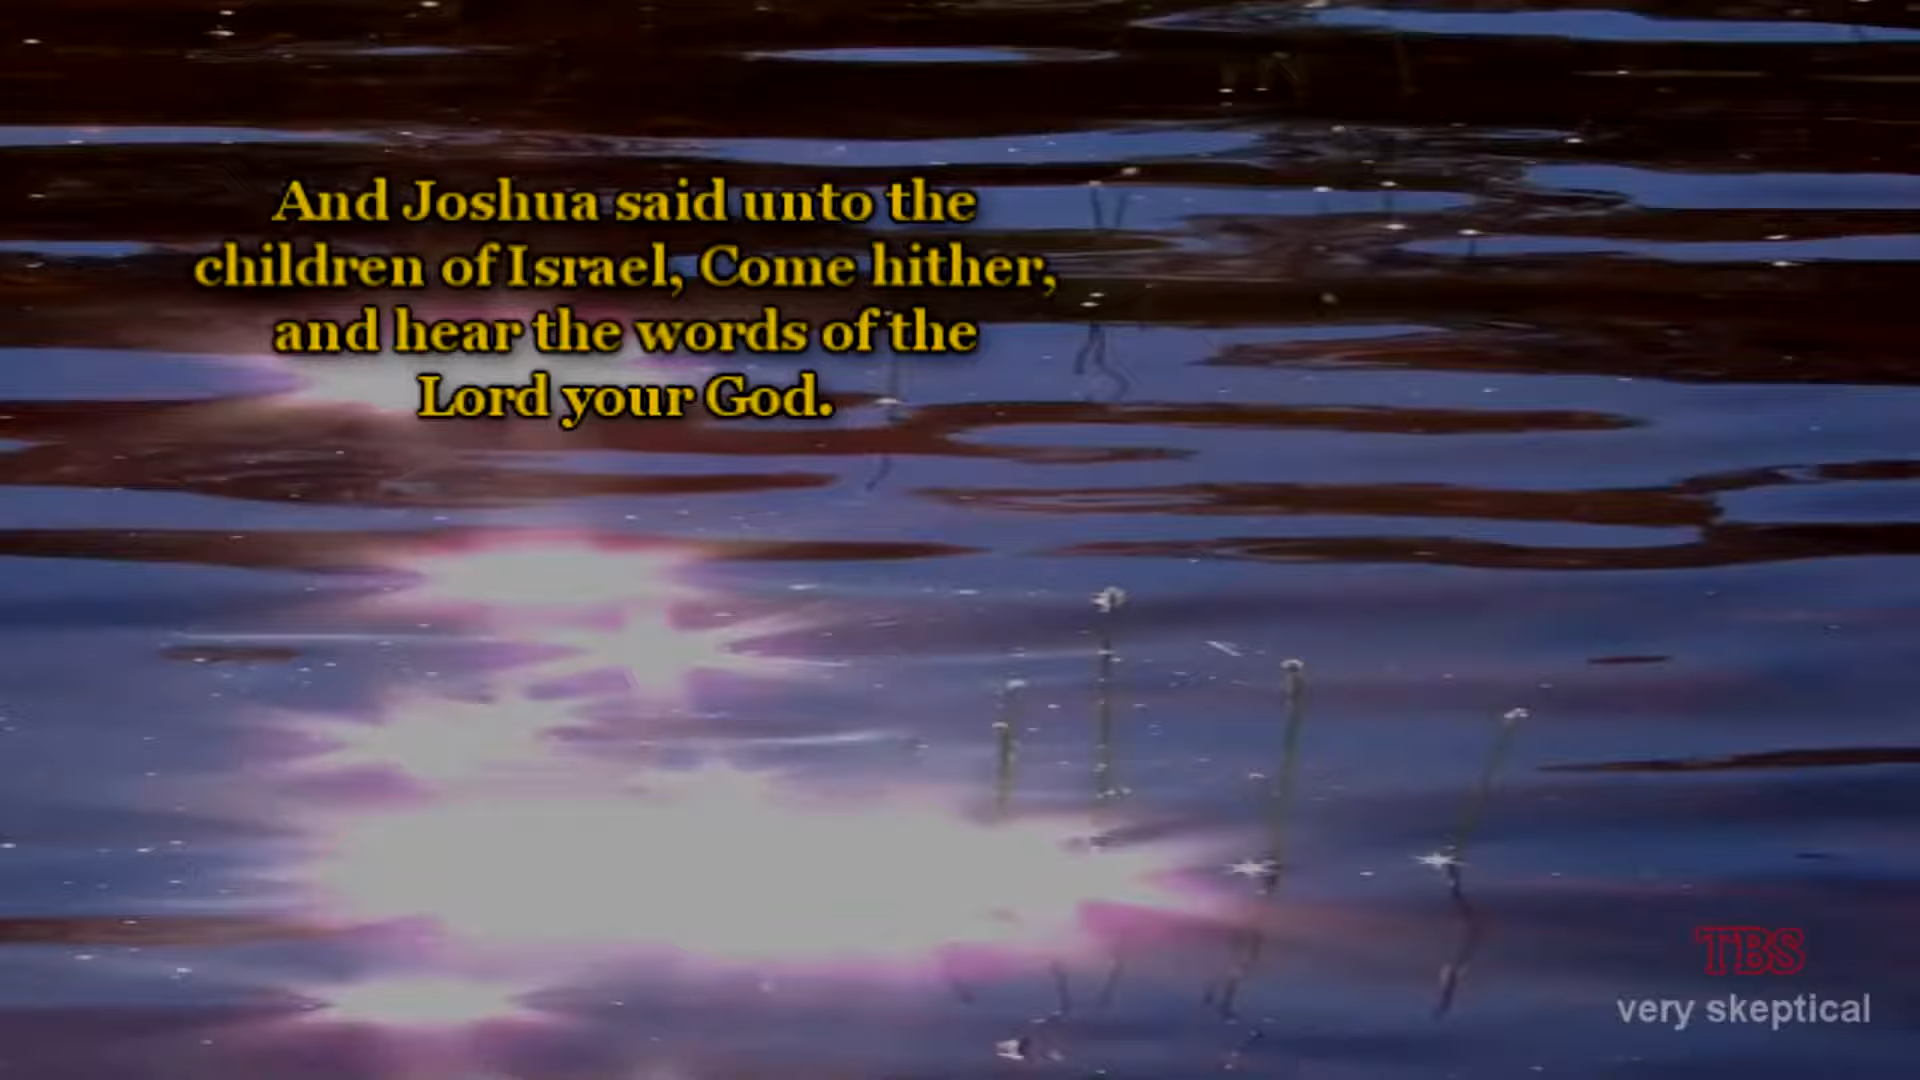 And Joshua said unto the
children of Israel, Come hither,
and hear the words of the
Lord your God.
TBS
very skeptical